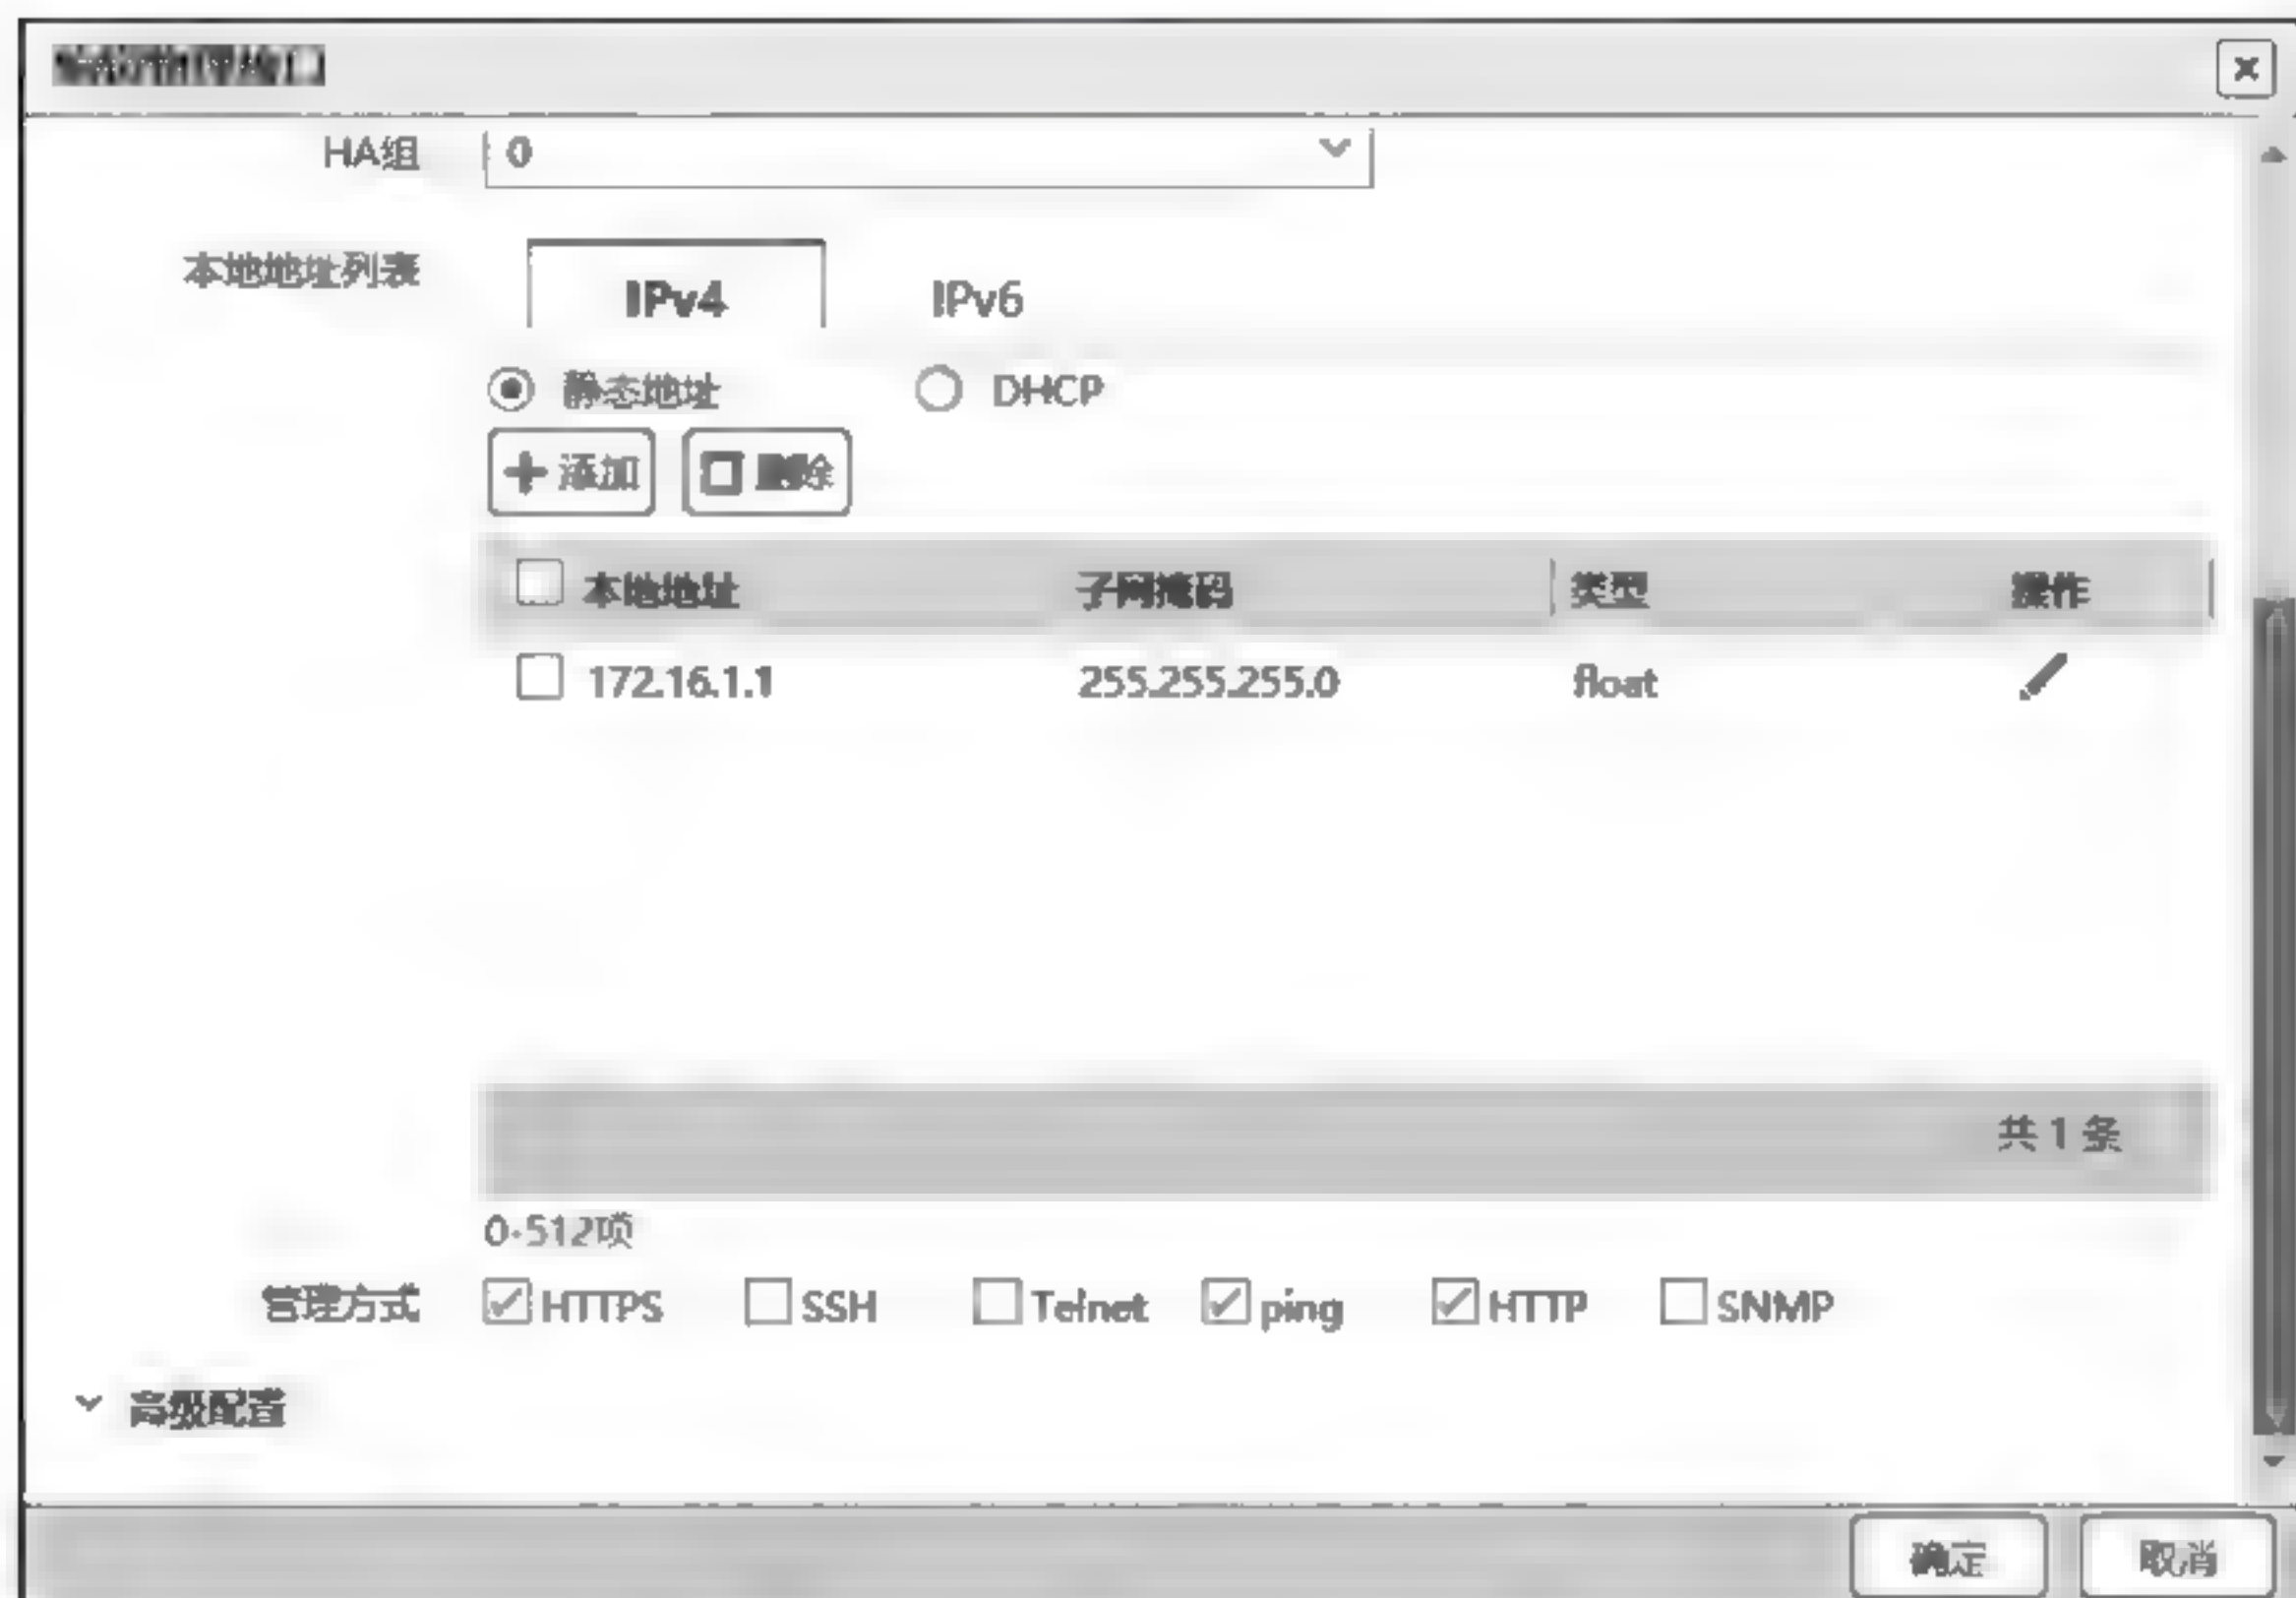 HA组 0
本地地址列表
IPv4 IPv6
静态地址 DHCP
添加 删除
本地地址 子网掩码 类型 操作
172.16.1.1 255.255.255.0 float
共 1 条
0-512项
管理方式 HTTPS SSH Telnet ping HTTP SNMP
高级配置
确定 取消